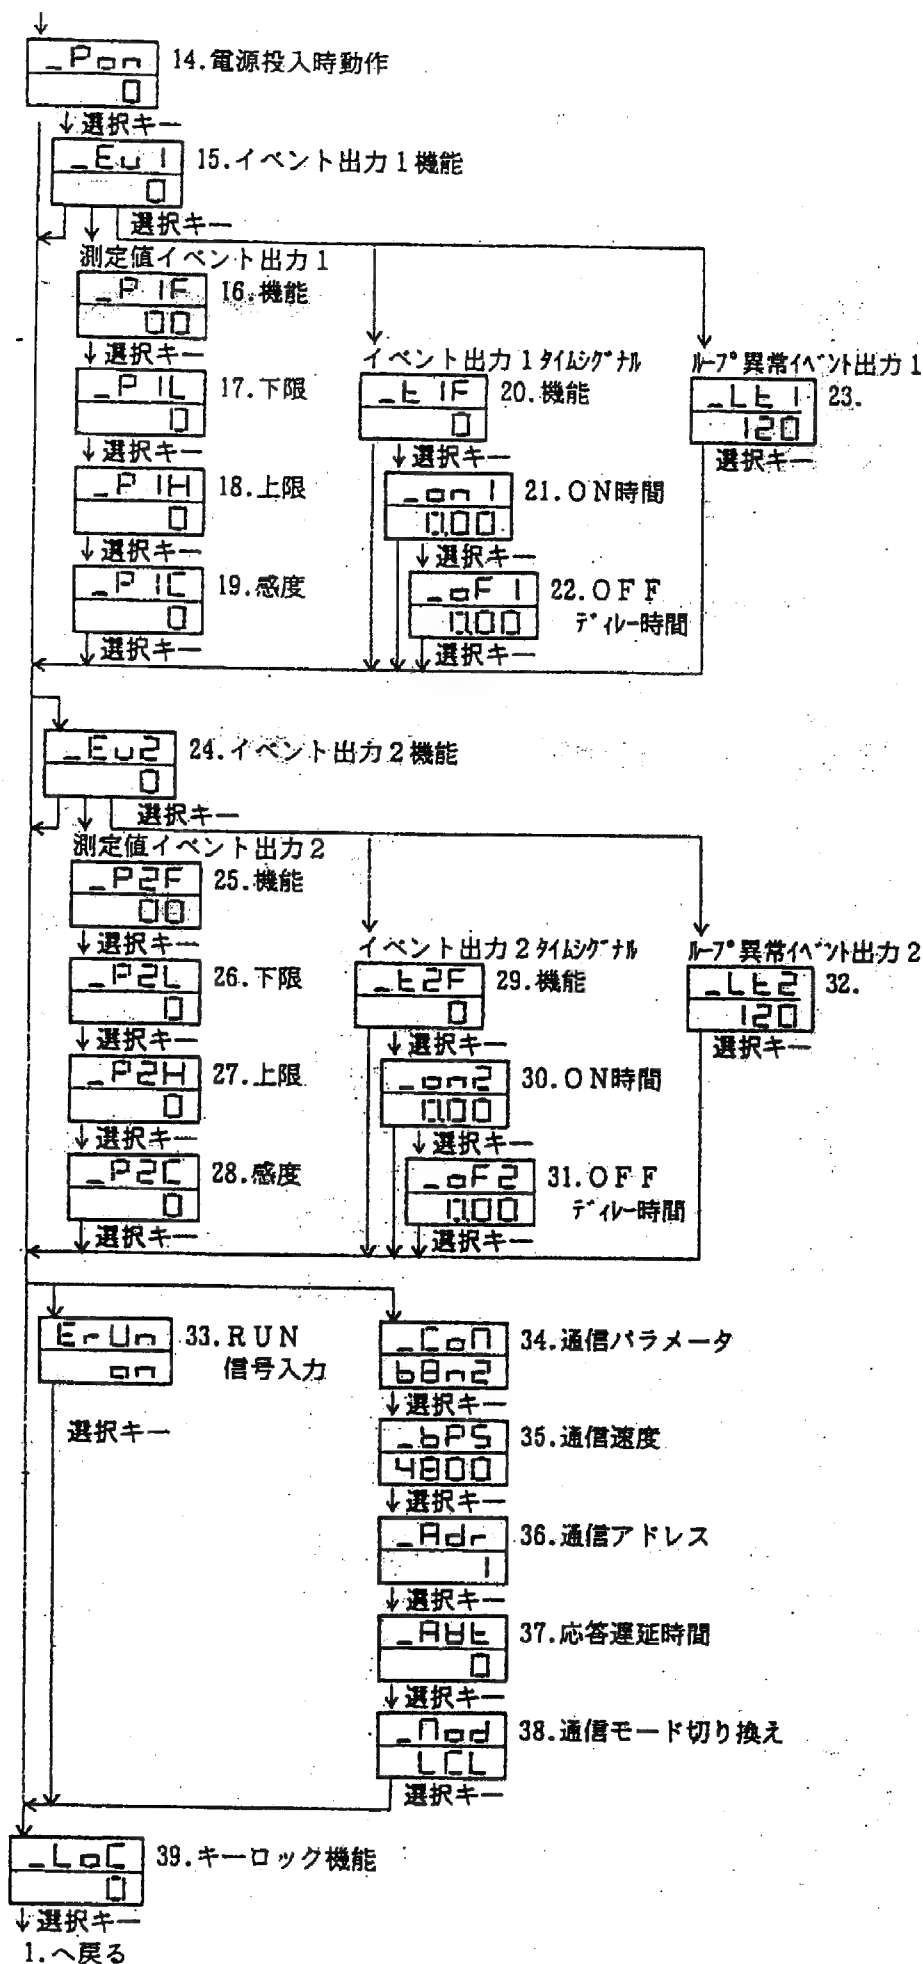 _Pon
14.電源投入時動作
0
↓選択キー
_Eu1
15.イベント出力1機能
0
選択キー
測定値イベント出力1
_P1F
16.機能
00
↓選択キー
_P1L
17.下限
0
↓選択キー
_P1H
18.上限
0
↓選択キー
_P1C
19.感度
0
選択キー
イベント出力1タイムシグナル
_t1F
20.機能
0
↓選択キー
_on1
21.ON時間
0.00
↓選択キー
_oF1
22.OFF
ディレー時間
0.00
選択キー
ループ異常イベント出力1
_Lt1
23.
120
選択キー
_Eu2
24.イベント出力2機能
0
選択キー
測定値イベント出力2
_P2F
25.機能
00
↓選択キー
_P2L
26.下限
0
↓選択キー
_P2H
27.上限
0
↓選択キー
_P2C
28.感度
0
選択キー
イベント出力2タイムシグナル
_t2F
29.機能
0
↓選択キー
_on2
30.ON時間
0.00
↓選択キー
_oF2
31.OFF
ディレー時間
0.00
選択キー
ループ異常イベント出力2
_Lt2
32.
120
選択キー
ErUn
33.RUN
信号入力
on
選択キー
_Con
34.通信パラメータ
b8n2
↓選択キー
_bPS
35.通信速度
4800
↓選択キー
_Adr
36.通信アドレス
1
↓選択キー
37.応答遅延時間
0
↓選択キー
_nod
38.通信モード切り換え
LCL
選択キー
_LoC
39.キーロック機能
0
↓選択キー
1.へ戻る